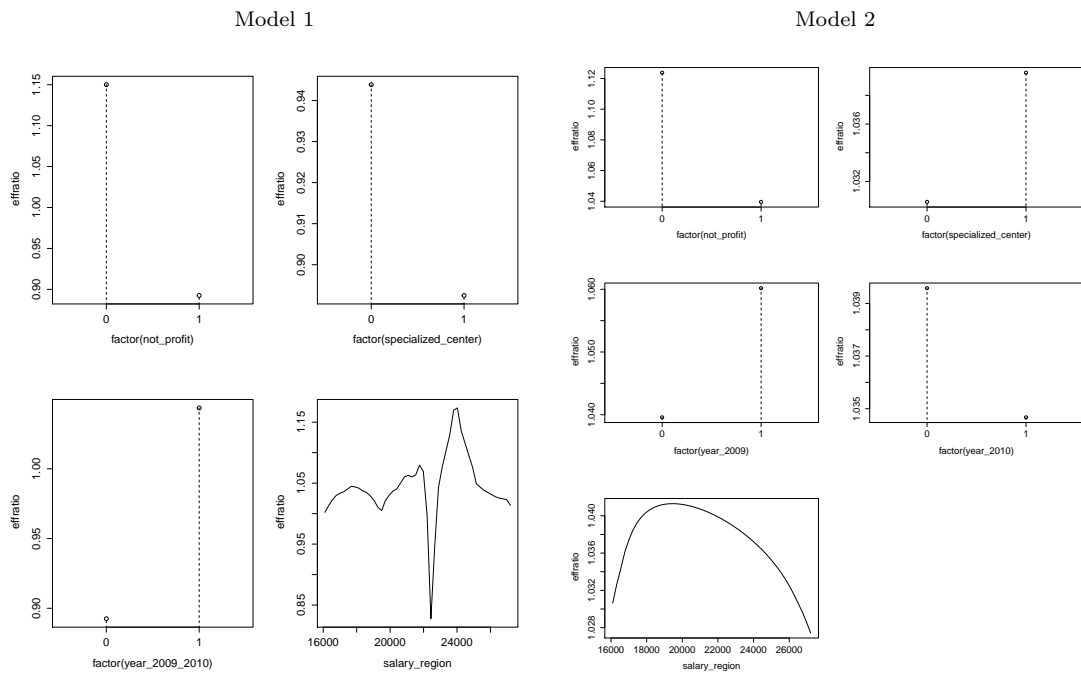 Model 1
Model 2
effratio
1.15
1.10
1.05
1.00
0.95
0.90
0
1
factor(not_profit)
effratio
0.94
0.93
0.92
0.91
0.90
0
1
factor(specialized_center)
effratio
1.00
0.95
0.90
0
1
factor(year_2009_2010)
effratio
1.15
1.05
0.95
0.85
16000 20000 24000
salary_region
effratio
1.12
1.10
1.08
1.06
1.04
0
1
factor(not_profit)
effratio
1.036
1.032
0
1
factor(specialized_center)
effratio
1.060
1.050
1.040
0
1
factor(year_2009)
effratio
1.039
1.037
1.035
0
1
factor(year_2010)
effratio
1.040
1.036
1.032
1.028
16000 18000 20000 22000 24000 26000
salary_region